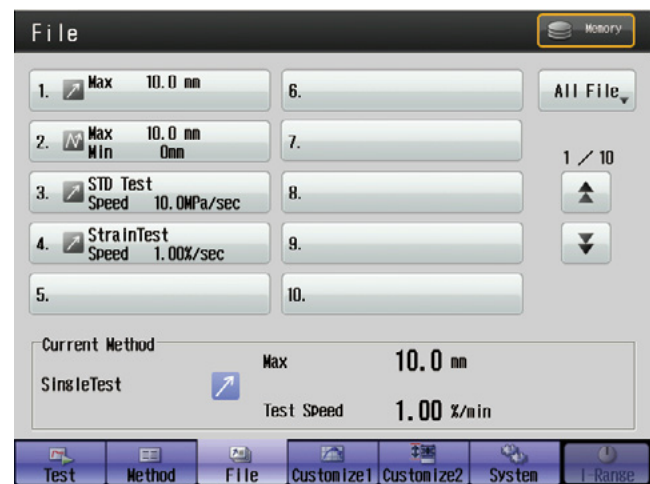 File
Memory
1. Max 10.0 mm
2. Max 10.0 mm
Min 0mm
3. STD Test
Speed 10.0MPa/sec
4. StrainTest
Speed 1.00%/sec
5.
6.
7.
8.
9.
10.
All File
1 / 10
Current Method
SingleTest
Max 10.0 mm
Test Speed 1.00 %/min
Test Method File Customize1 Customize2 System I-Range